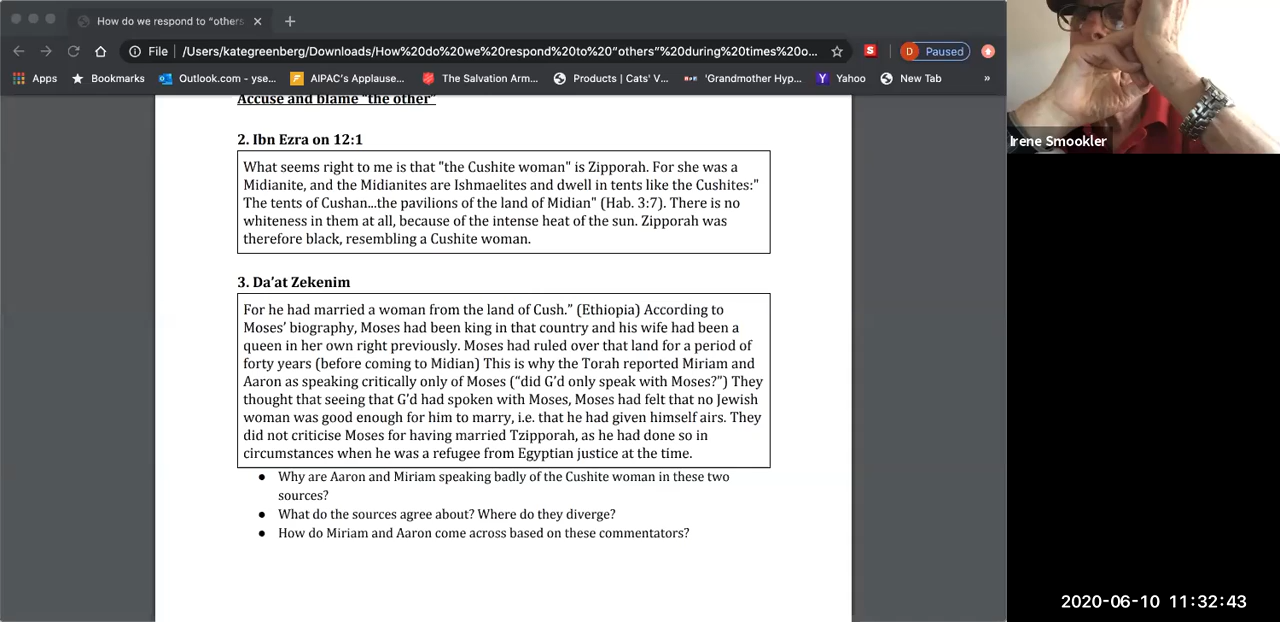 How do we respond to “others
File
/Users/kategreenberg/Downloads/How%20do%20we%20respond%20to%20“others”%20during%20times%20o...
S
D Paused
Apps
Bookmarks
Outlook.com - yse...
AIPAC's Applause...
The Salvation Arm...
Products | Cats' V...
'Grandmother Hyp...
Yahoo
New Tab
»
Accuse and blame "the other"
2. Ibn Ezra on 12:1
What seems right to me is that "the Cushite woman" is Zipporah. For she was a
Midianite, and the Midianites are Ishmaelites and dwell in tents like the Cushites:"
The tents of Cushan...the pavilions of the land of Midian" (Hab. 3:7). There is no
whiteness in them at all, because of the intense heat of the sun. Zipporah was
therefore black, resembling a Cushite woman.
3. Da’at Zekenim
For he had married a woman from the land of Cush.” (Ethiopia) According to
Moses’ biography, Moses had been king in that country and his wife had been a
queen in her own right previously. Moses had ruled over that land for a period of
forty years (before coming to Midian) This is why the Torah reported Miriam and
Aaron as speaking critically only of Moses (“did G’d only speak with Moses?”) They
thought that seeing that G’d had spoken with Moses, Moses had felt that no Jewish
woman was good enough for him to marry, i.e. that he had given himself airs. They
did not criticise Moses for having married Tzipporah, as he had done so in
circumstances when he was a refugee from Egyptian justice at the time.
● Why are Aaron and Miriam speaking badly of the Cushite woman in these two
sources?
● What do the sources agree about? Where do they diverge?
● How do Miriam and Aaron come across based on these commentators?
Irene Smookler
2020-06-10 11:32:43